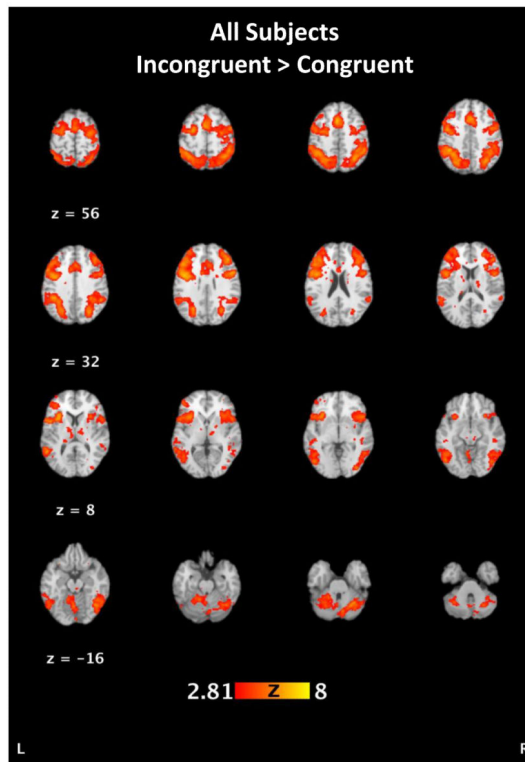 All Subjects
Incongruent > Congruent
z = 56
z = 32
z = 8
z = -16
2.81 Z 8
L R